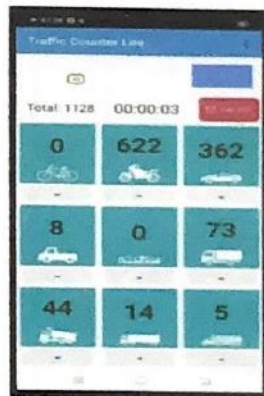 Traffic Counter Lite
Total: 1128 00:00:03
0 622 362
- - -
8 0 73
- - -
44 14 5
- - -